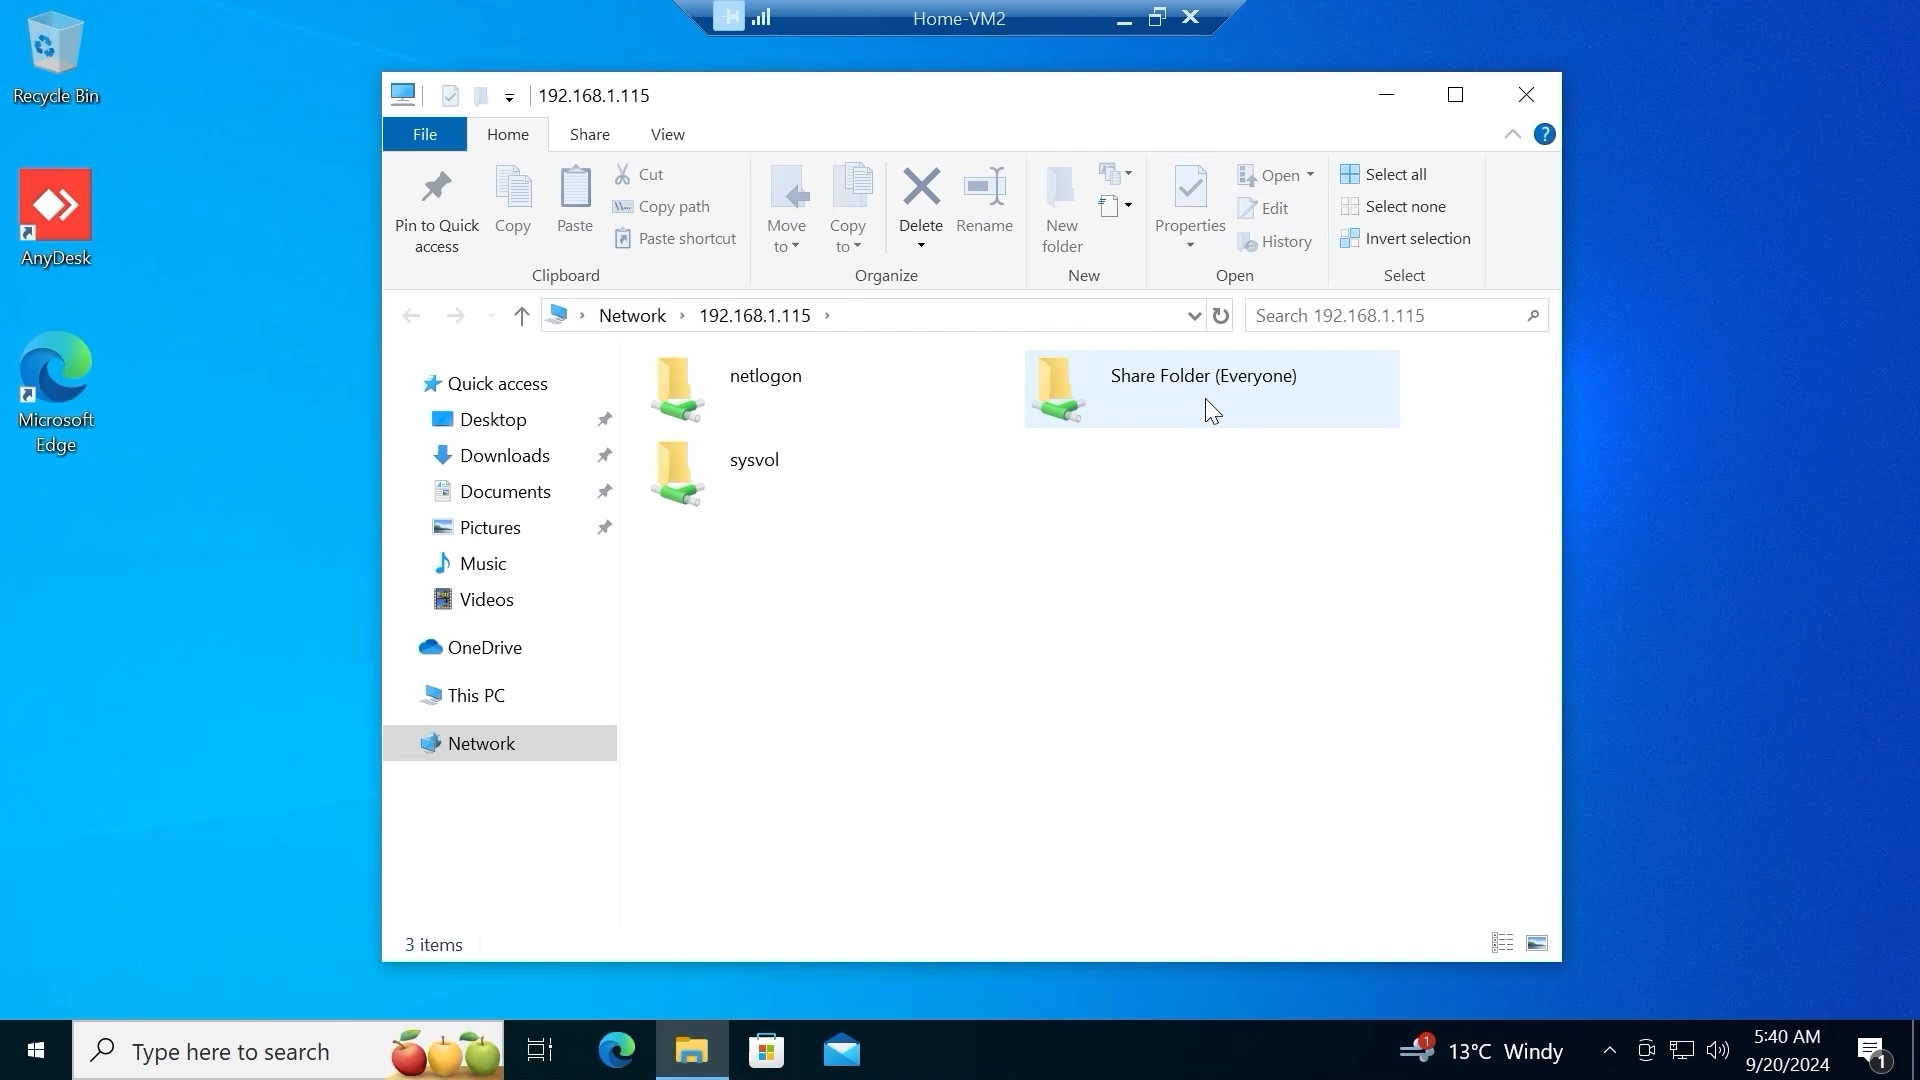 Home-VM2
Recycle Bin
AnyDesk
Microsoft
Edge
192.168.1.115
File
Home
Share
View
?
Pin to Quick
access
Copy
Paste
Cut
Copy path
Paste shortcut
Clipboard
Move
to
Copy
to
Delete
Rename
Organize
New
folder
New
Properties
Open
Edit
History
Open
Select all
Select none
Invert selection
Select
Network
192.168.1.115
Search 192.168.1.115
Quick access
Desktop
Downloads
Documents
Pictures
Music
Videos
OneDrive
This PC
Network
netlogon
Share Folder (Everyone)
sysvol
3 items
Type here to search
1
13°C Windy
5:40 AM
9/20/2024
1